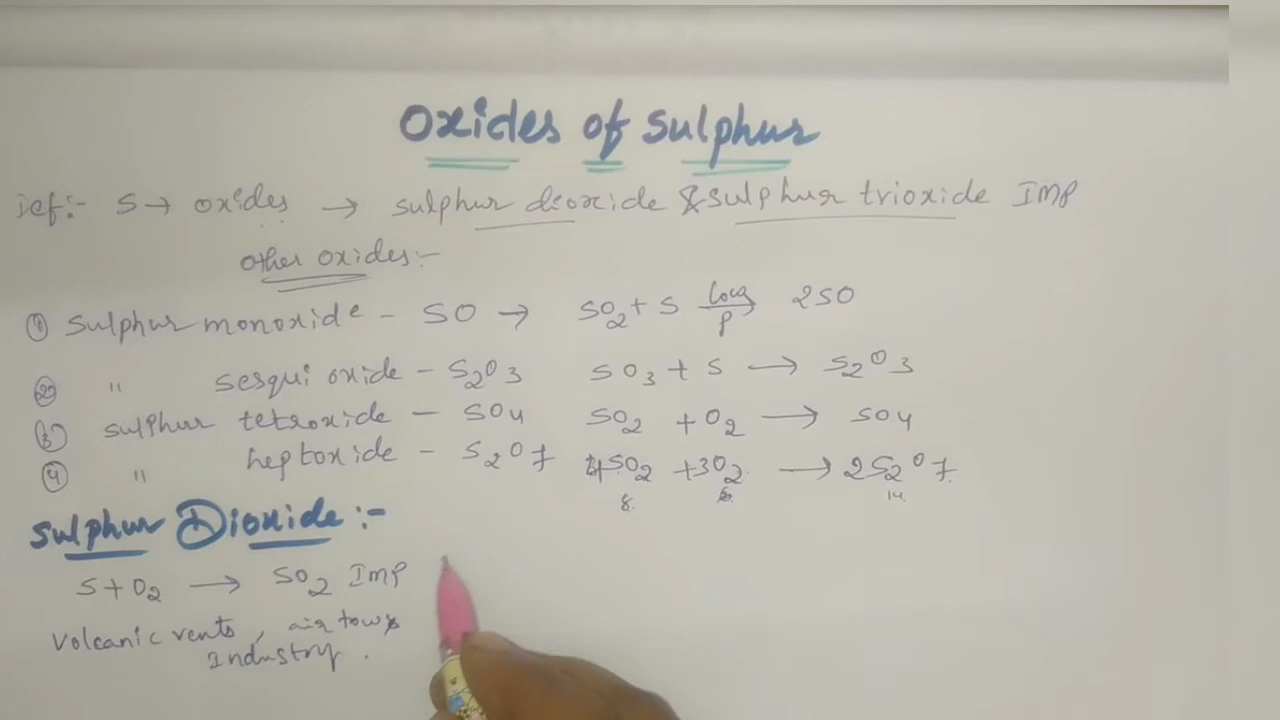 Oxides of Sulphur
Def:- S → oxides → sulphur dioxide & sulphur trioxide IMP
other oxides:-
① Sulphur monoxide - SO → SO2 + S → P 2SO
② " sesqui oxide - S2O3 SO3 + S → S2O3
③ sulphur tetroxide - SO4 SO2 + O2 → SO4
④ " heptoxide - S2O7 4SO2 + 3O2 → 2S2O7
8 6 14
Sulphur Dioxide:-
S + O2 → SO2 IMP
Volcanic vents, air
Industry.